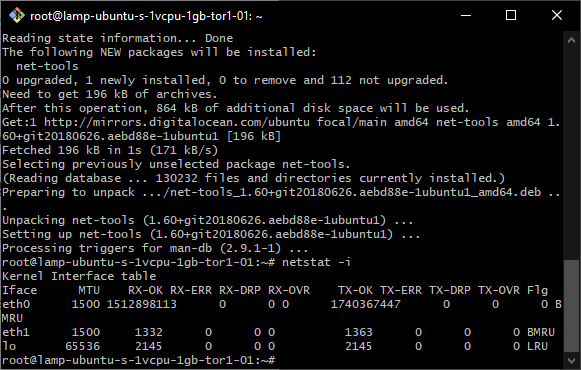 root@lamp-ubuntu-s-1vcpu-1gb-tor1-01: ~
Reading state information... Done
The following NEW packages will be installed:
  net-tools
0 upgraded, 1 newly installed, 0 to remove and 112 not upgraded.
Need to get 196 kB of archives.
After this operation, 864 kB of additional disk space will be used.
Get:1 http://mirrors.digitalocean.com/ubuntu focal/main amd64 net-tools amd64 1.
60+git20180626.aebd88e-1ubuntu1 [196 kB]
Fetched 196 kB in 1s (171 kB/s)
Selecting previously unselected package net-tools.
(Reading database ... 130232 files and directories currently installed.)
Preparing to unpack .../net-tools_1.60+git20180626.aebd88e-1ubuntu1_amd64.deb ..
.
Unpacking net-tools (1.60+git20180626.aebd88e-1ubuntu1) ...
Setting up net-tools (1.60+git20180626.aebd88e-1ubuntu1) ...
Processing triggers for man-db (2.9.1-1) ...
root@lamp-ubuntu-s-1vcpu-1gb-tor1-01:~# netstat -i
Kernel Interface table
Iface      MTU    RX-OK RX-ERR RX-DRP RX-OVR    TX-OK TX-ERR TX-DRP TX-OVR Flg
eth0      1500 1512898113      0      0 0      1740367447      0      0      0 B
MRU
eth1      1500     1332      0      0 0          1363      0      0      0 BMRU
lo       65536     2145      0      0 0          2145      0      0      0 LRU
root@lamp-ubuntu-s-1vcpu-1gb-tor1-01:~#